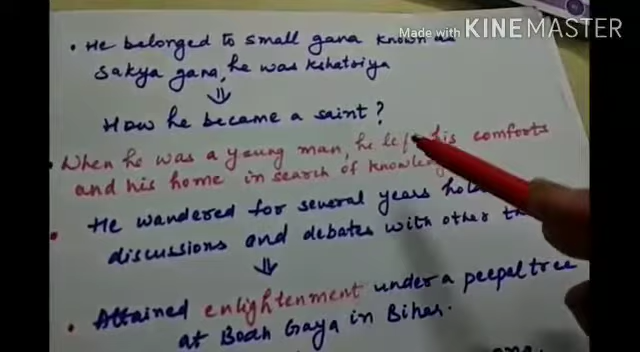 Made with KINEMASTER
• He belonged to small gana known as
sakya gana, he was kshatriya
⇓
How he became a saint?
• When he was a young man, he left his comforts
and his home in search of knowledge
• He wandered for several years
discussions and debates with other
⇓
• Attained enlightenment under a peepal tree
at Bodh Gaya in Bihar.